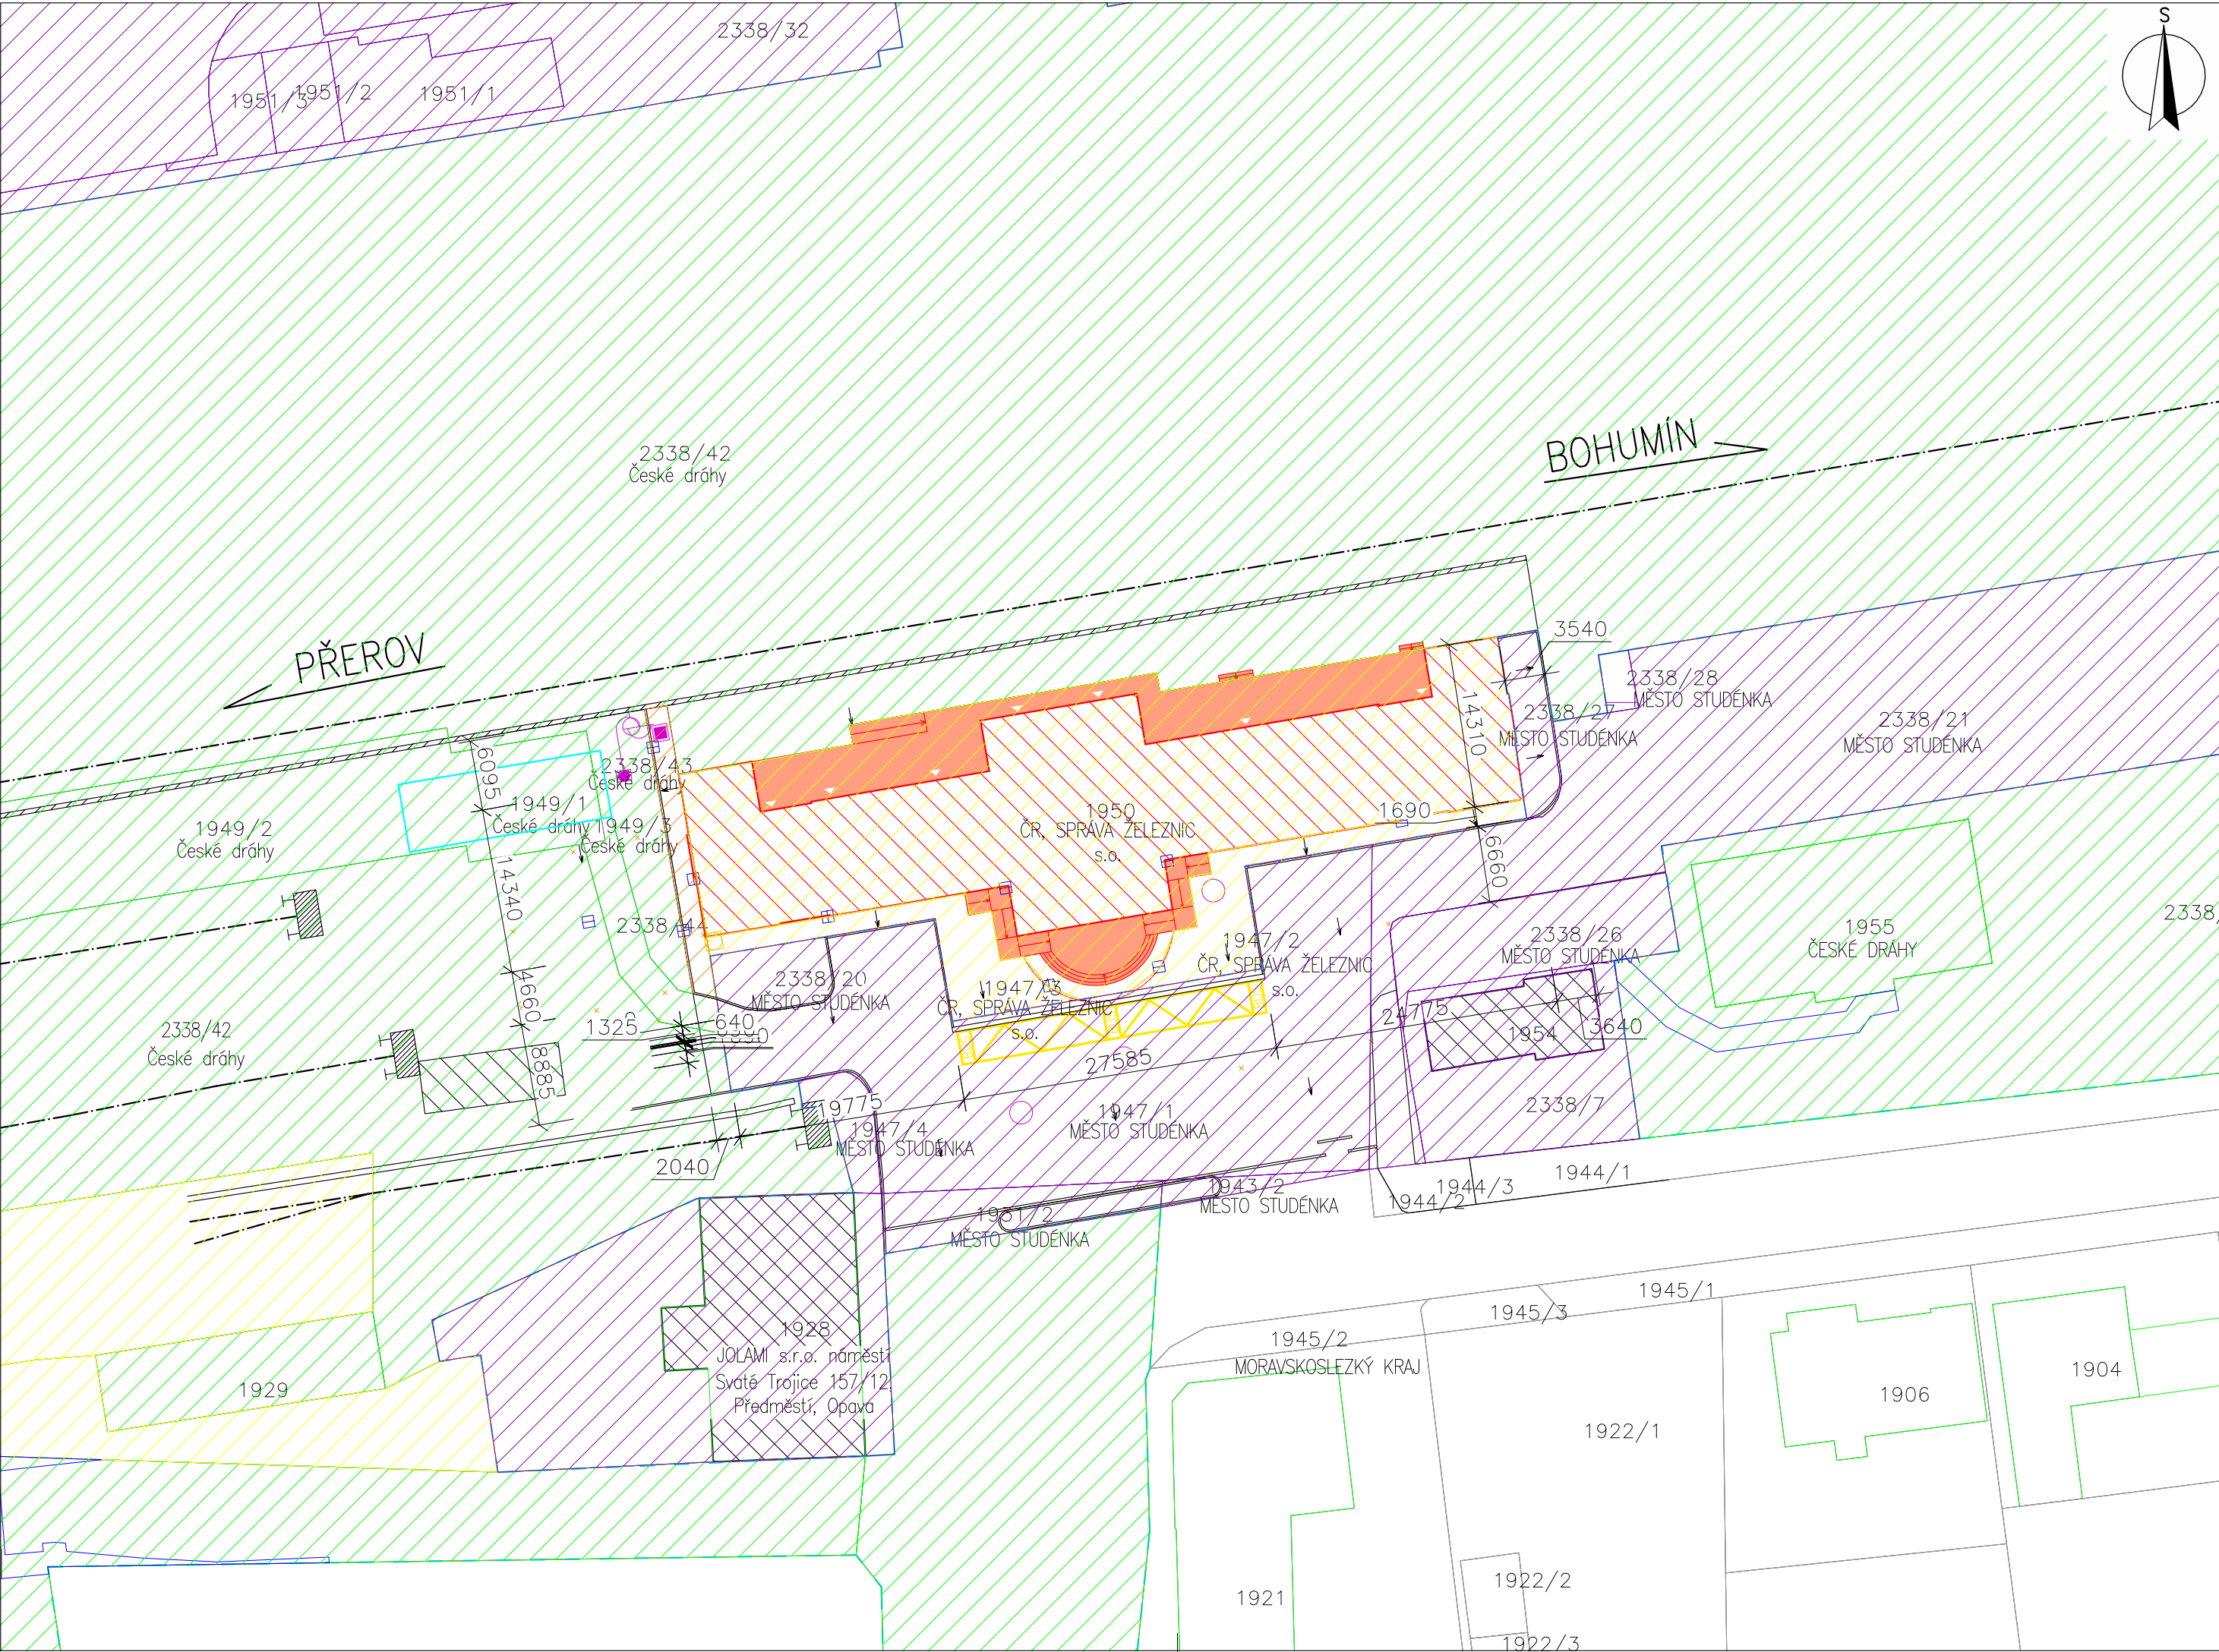 S
2338/32
1951/3
1951/2
1951/1
2338/42
České dráhy
BOHUMÍN
PŘEROV
3540
2338/28
MĚSTO STUDÉNKA
2338/27
MĚSTO STUDÉNKA
2338/21
MĚSTO STUDÉNKA
14310
6095
2338/43
České dráhy
1949/1
České dráhy
1949/3
České dráhy
1949/2
České dráhy
1950
ČR, SPRÁVA ŽELEZNIC
s.o.
1690
6660
14340
2338/44
1955
ČESKÉ DRÁHY
2338/
2338/26
MĚSTO STUDÉNKA
1947/2
ČR, SPRÁVA ŽELEZNIC
s.o.
2338/20
MĚSTO STUDÉNKA
1947/3
ČR, SPRÁVA ŽELEZNIC
s.o.
4660
24775
1954
3640
1325
640
2338/42
České dráhy
8885
27585
19775
1947/1
MĚSTO STUDÉNKA
2338/7
1947/4
MĚSTO STUDÉNKA
2040
1944/1
1944/3
1944/2
1943/2
MĚSTO STUDÉNKA
1931/2
MĚSTO STUDÉNKA
1945/1
1945/3
1945/2
MORAVSKOSLEZKÝ KRAJ
1928
JOLAMI s.r.o. náměstí
Svaté Trojice 157/12,
Předměstí, Opava
1929
1904
1906
1922/1
1922/2
1921
1922/3